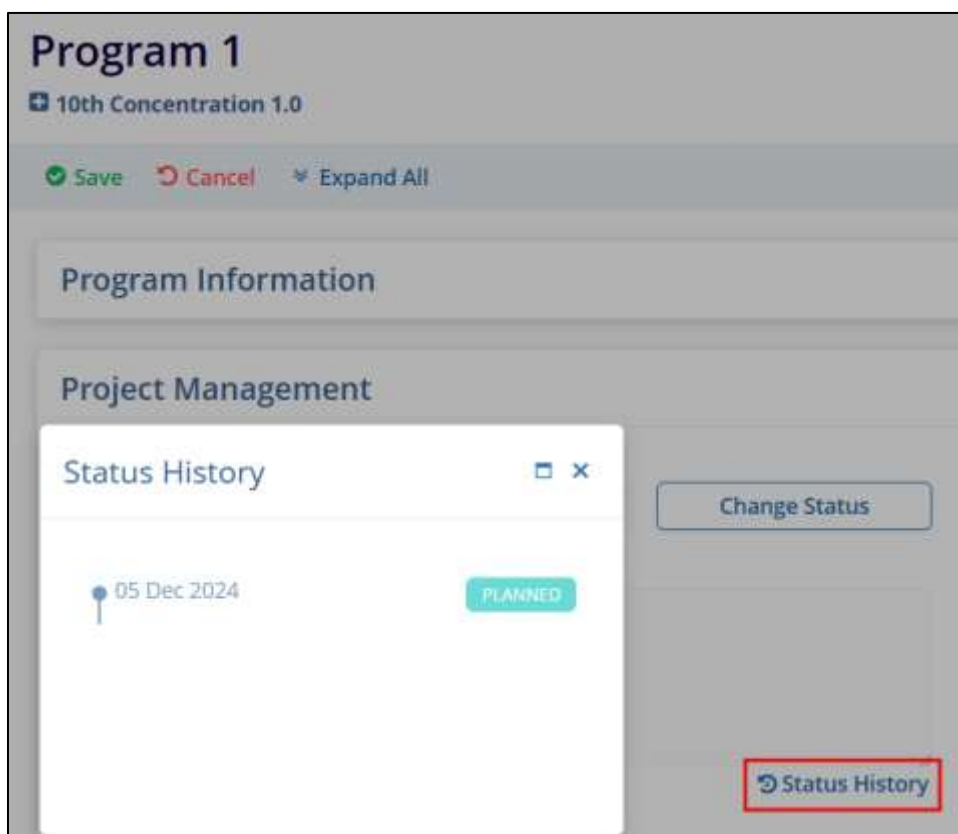 Program 1
10th Concentration 1.0
Save Cancel Expand All
Program Information
Project Management
Status History
Change Status
05 Dec 2024 PLANNED
Status History